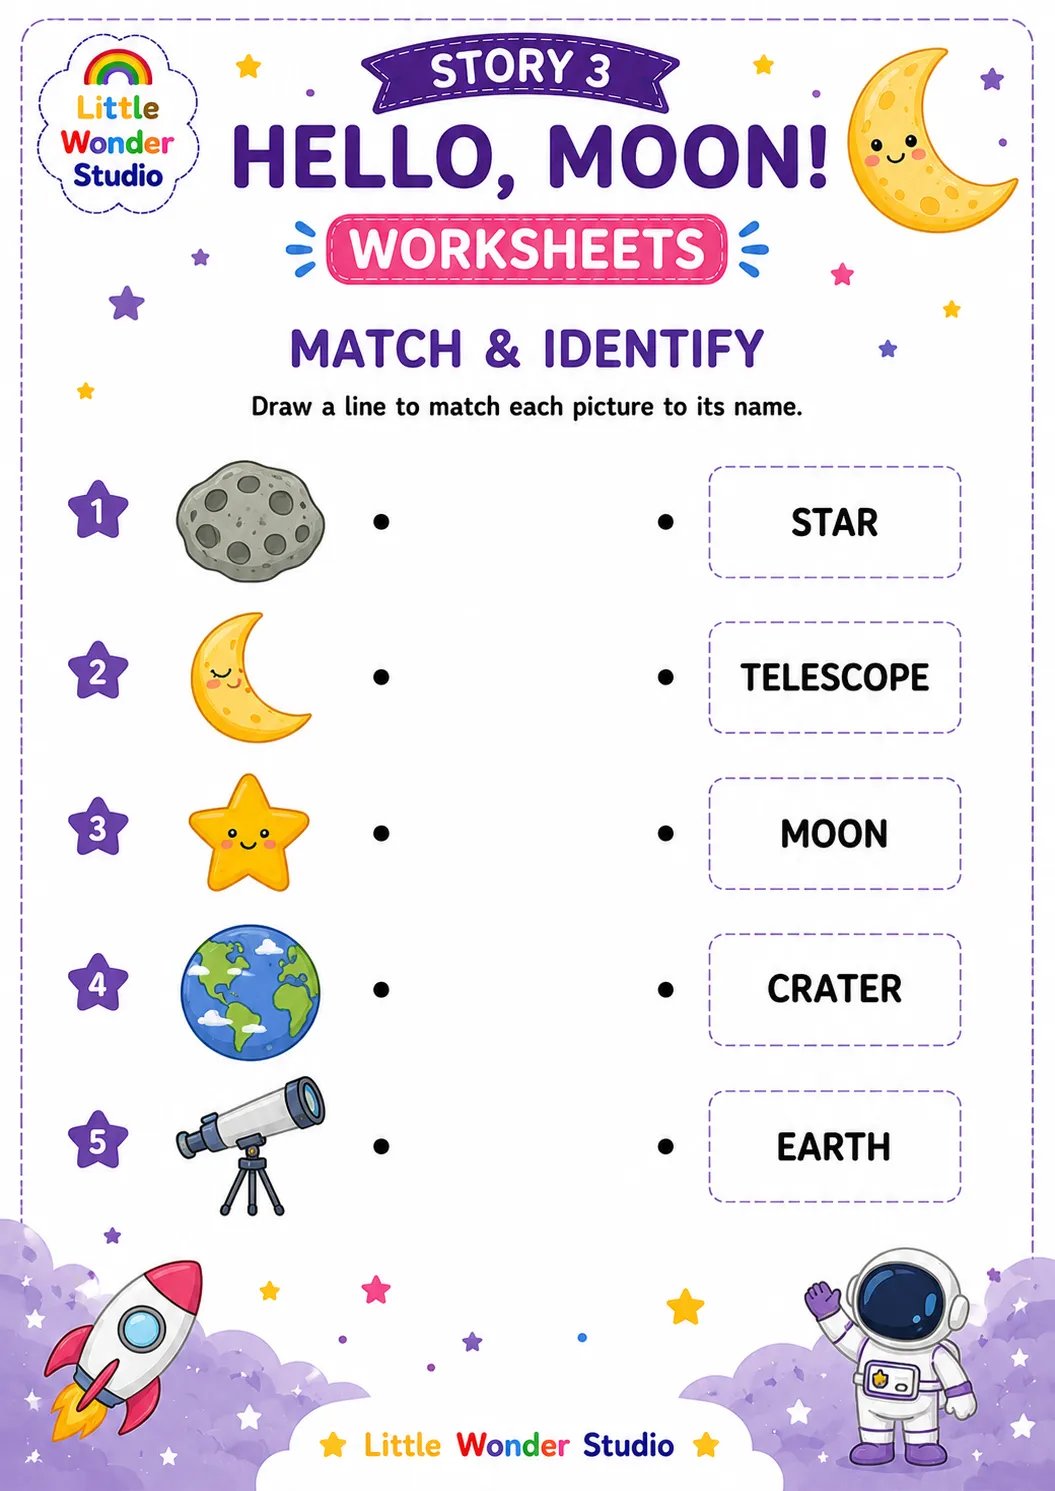 Little
Wonder
Studio
STORY 3
HELLO, MOON!
WORKSHEETS
MATCH & IDENTIFY
Draw a line to match each picture to its name.
1
STAR
2
TELESCOPE
3
MOON
4
CRATER
5
EARTH
Little Wonder Studio